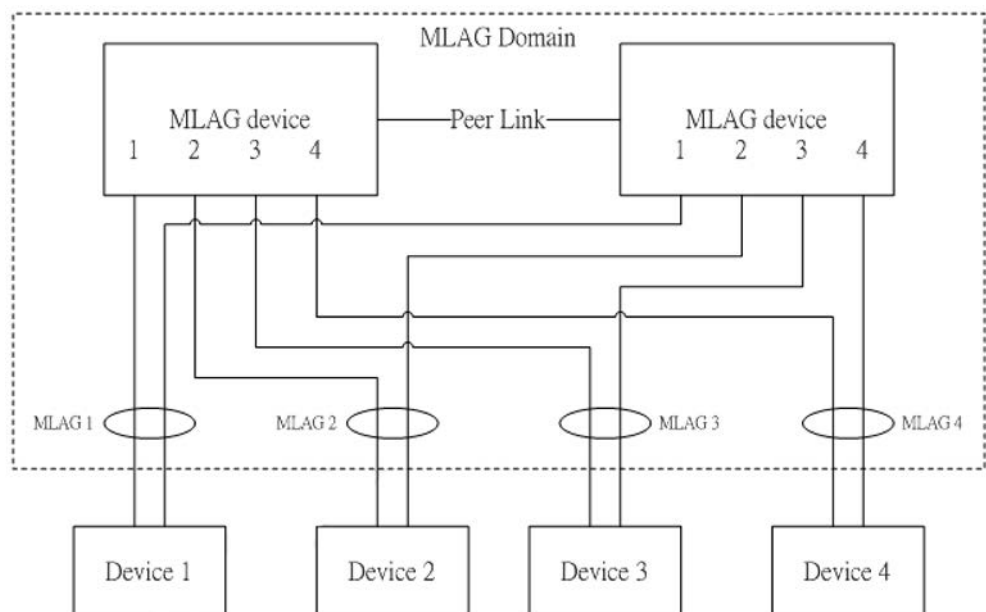 MLAG Domain
MLAG device
Peer Link
MLAG device
1 2 3 4
1 2 3 4
MLAG 1
MLAG 2
MLAG 3
MLAG 4
Device 1
Device 2
Device 3
Device 4